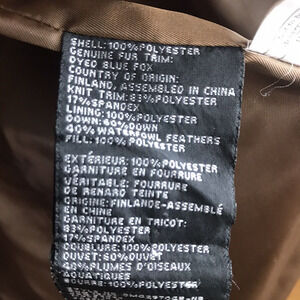 SHELL: 100% POLYESTER
GENUINE FUR TRIM:
DYED BLUE FOX
COUNTRY OF ORIGIN:
FINLAND, ASSEMBLED IN CHINA
KNIT TRIM: 83% POLYESTER
17% SPANDEX
LINING: 100% POLYESTER
DOWN: 60% DOWN
40% WATERFOWL FEATHERS
FILL: 100% POLYESTER
EXTÉRIEUR: 100% POLYESTER
GARNITURE EN FOURRURE
VÉRITABLE: FOURRURE
DE RENARD TEINTE
ORIGINE: FINLANDE-ASSEMBLÉ
EN CHINE
GARNITURE EN TRICOT:
83% POLYESTER
17% SPANDEX
DOUBLURE: 100% POLYESTER
DUVET: 60% DUVET
40% PLUMES D'OISEAUX
AQUATIQUES
BOURRE: 100% POLYESTER